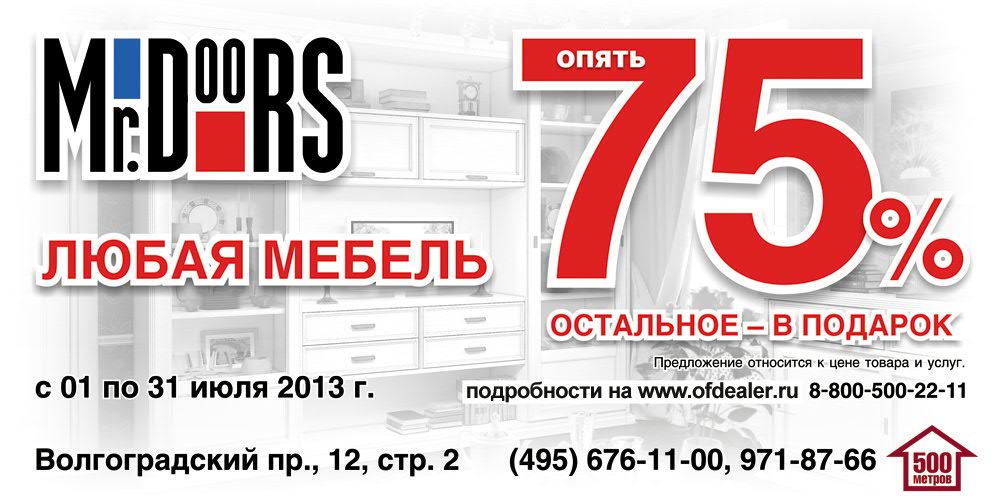 Mr.DOORS
ЛЮБАЯ МЕБЕЛЬ
опять
75%
ОСТАЛЬНОЕ – В ПОДАРОК
Предложение относится к цене товара и услуг.
с 01 по 31 июля 2013 г.
подробности на www.ofdealer.ru 8-800-500-22-11
Волгоградский пр., 12, стр. 2 (495) 676-11-00, 971-87-66
500
метров